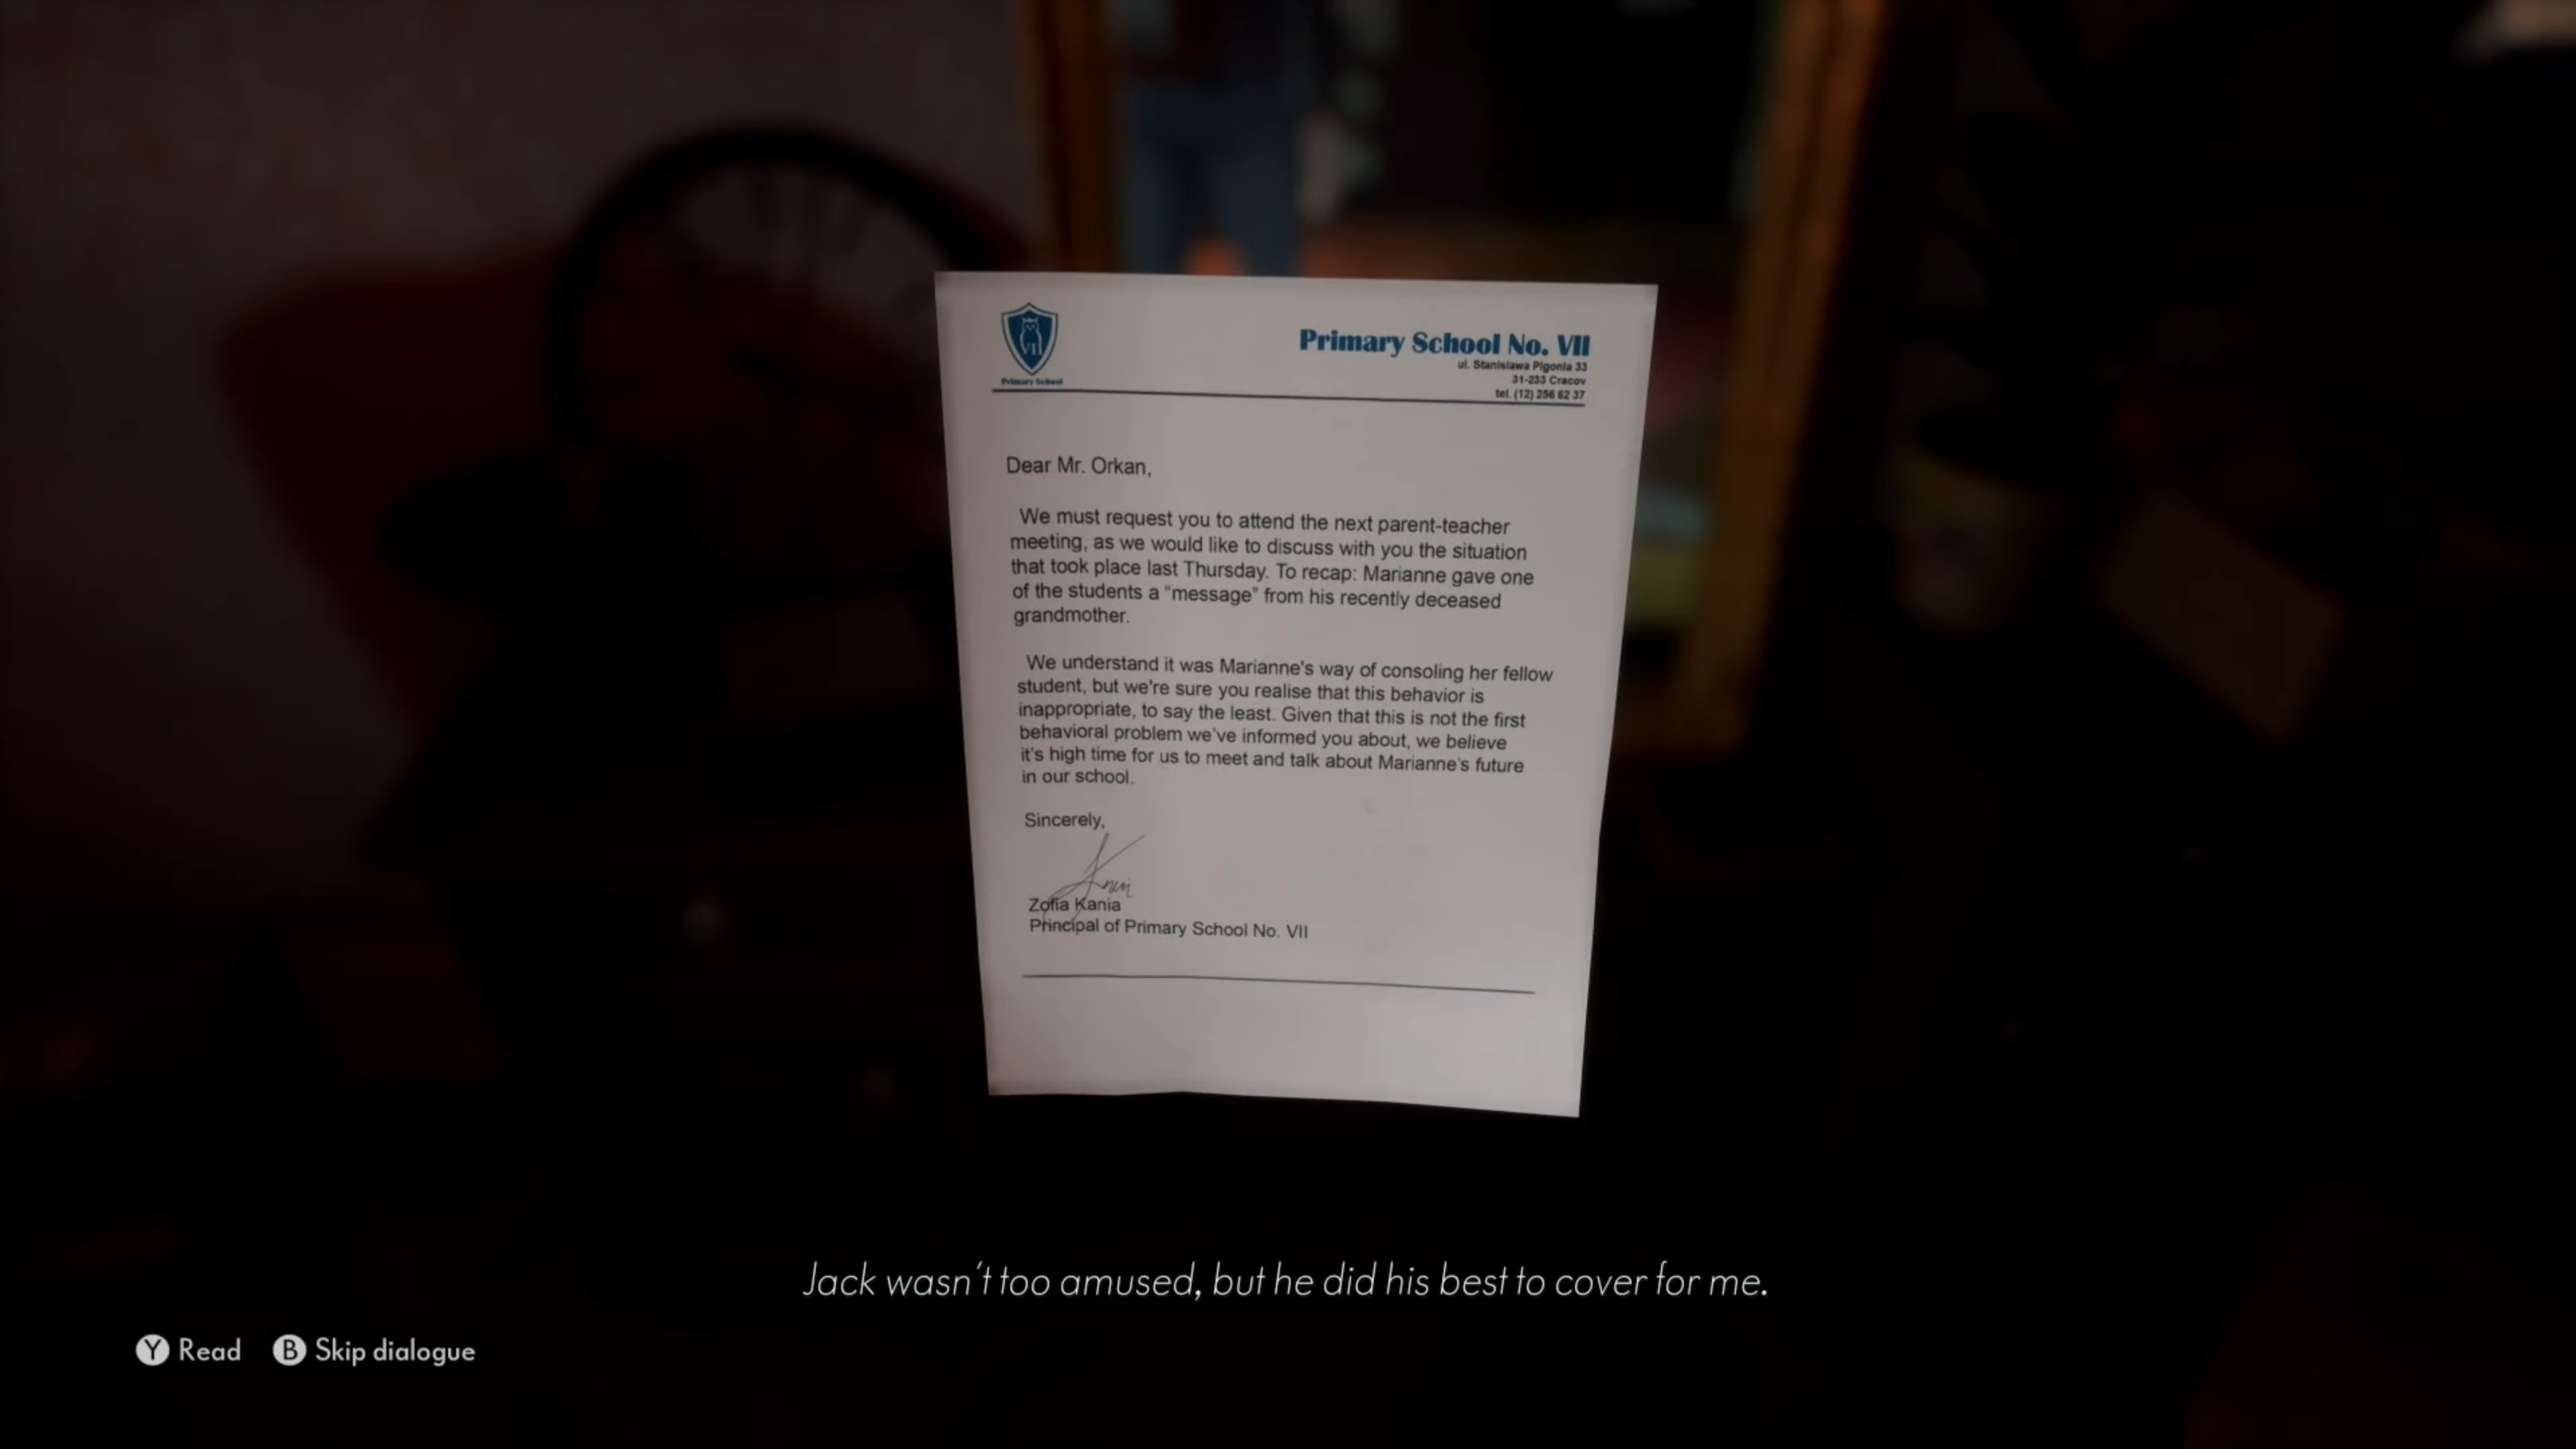 VII
Primary School
Primary School No. VII
ul. Stanislawa Pigonia 33
31-233 Cracov
tel. (12) 256 62 37
Dear Mr. Orkan,
We must request you to attend the next parent-teacher
meeting, as we would like to discuss with you the situation
that took place last Thursday. To recap: Marianne gave one
of the students a “message” from his recently deceased
grandmother.
We understand it was Marianne's way of consoling her fellow
student, but we're sure you realise that this behavior is
inappropriate, to say the least. Given that this is not the first
behavioral problem we've informed you about, we believe
it's high time for us to meet and talk about Marianne's future
in our school.
Sincerely,
Zofia Kania
Principal of Primary School No. VII
Jack wasn't too amused, but he did his best to cover for me.
Y Read B Skip dialogue